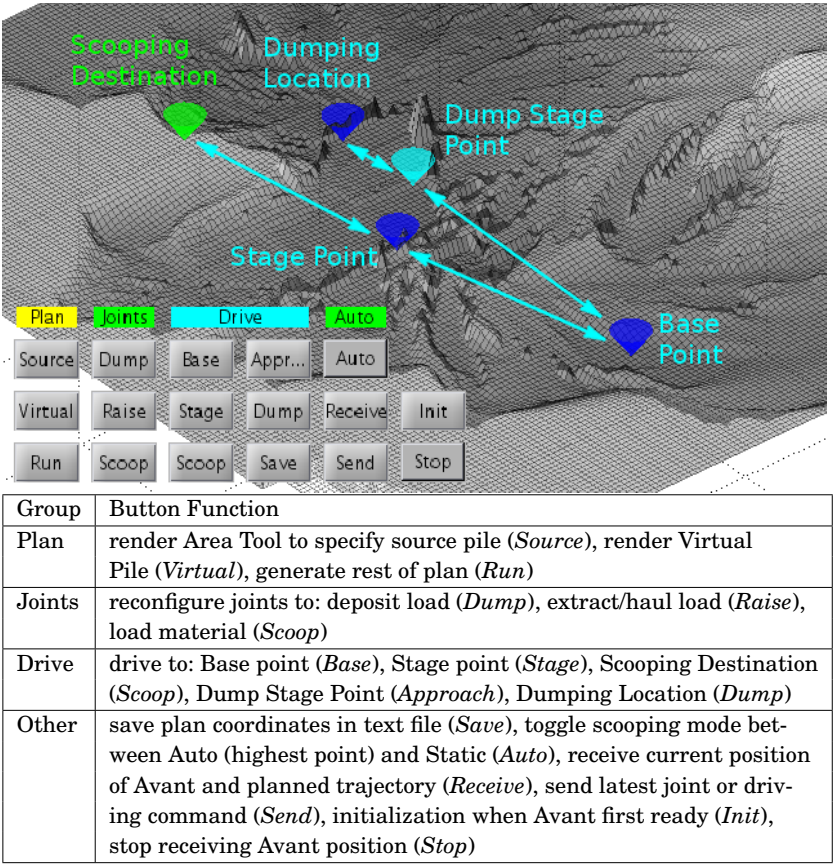 Scooping
Destination
Dumping
Location
Dump Stage
Point
Stage Point
Base
Point
Plan Joints Drive Auto
Source Dump Base Appr... Auto
Virtual Raise Stage Dump Receive Init
Run Scoop Scoop Save Send Stop
Group Button Function
Plan render Area Tool to specify source pile (Source), render Virtual
Pile (Virtual), generate rest of plan (Run)
Joints reconfigure joints to: deposit load (Dump), extract/haul load (Raise),
load material (Scoop)
Drive drive to: Base point (Base), Stage point (Stage), Scooping Destination
(Scoop), Dump Stage Point (Approach), Dumping Location (Dump)
Other save plan coordinates in text file (Save), toggle scooping mode bet-
ween Auto (highest point) and Static (Auto), receive current position
of Avant and planned trajectory (Receive), send latest joint or driv-
ing command (Send), initialization when Avant first ready (Init),
stop receiving Avant position (Stop)